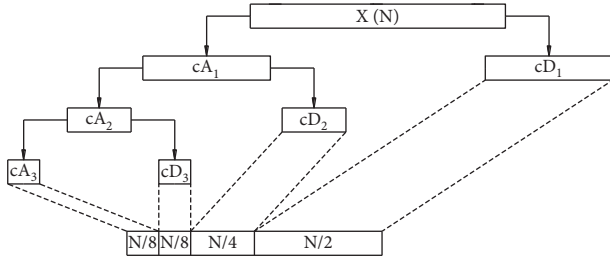 X (N)
cA₁
cD₁
cA₂
cD₂
cA₃
cD₃
N/8 N/8 N/4 N/2